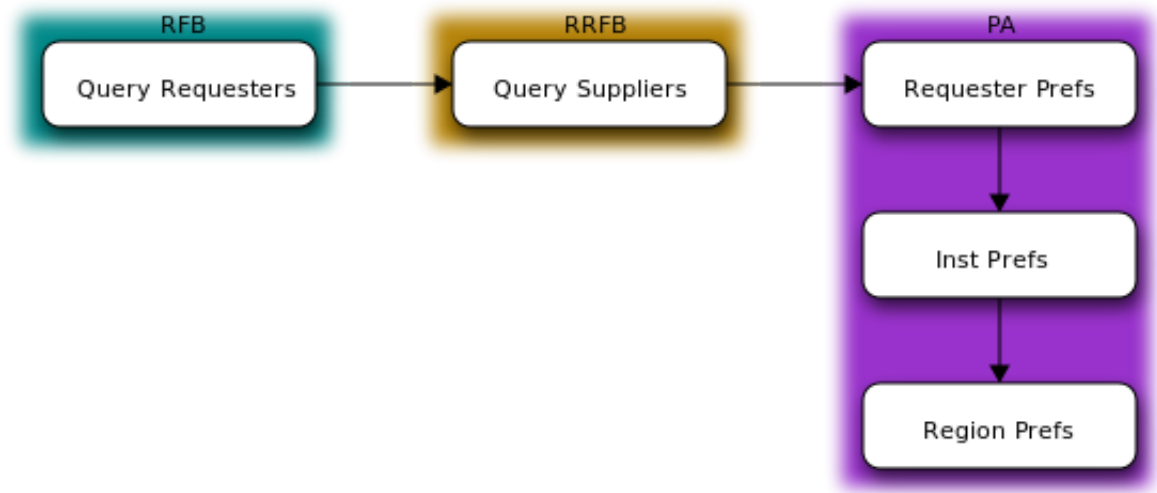 RFB
Query Requesters
RRFB
Query Suppliers
PA
Requester Prefs
Inst Prefs
Region Prefs